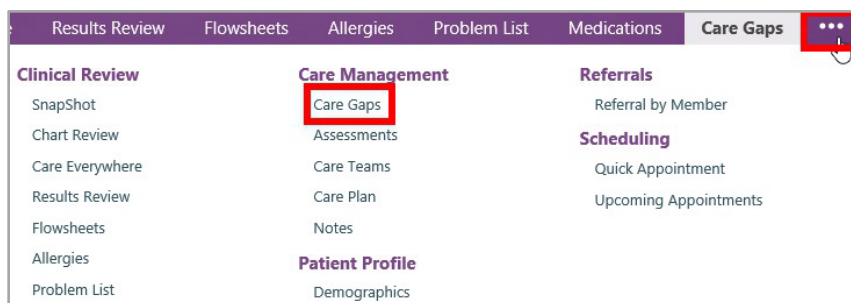 Results Review Flowsheets Allergies Problem List Medications Care Gaps •••
Clinical Review
SnapShot
Chart Review
Care Everywhere
Results Review
Flowsheets
Allergies
Problem List
Care Management
Care Gaps
Assessments
Care Teams
Care Plan
Notes
Patient Profile
Demographics
Referrals
Referral by Member
Scheduling
Quick Appointment
Upcoming Appointments